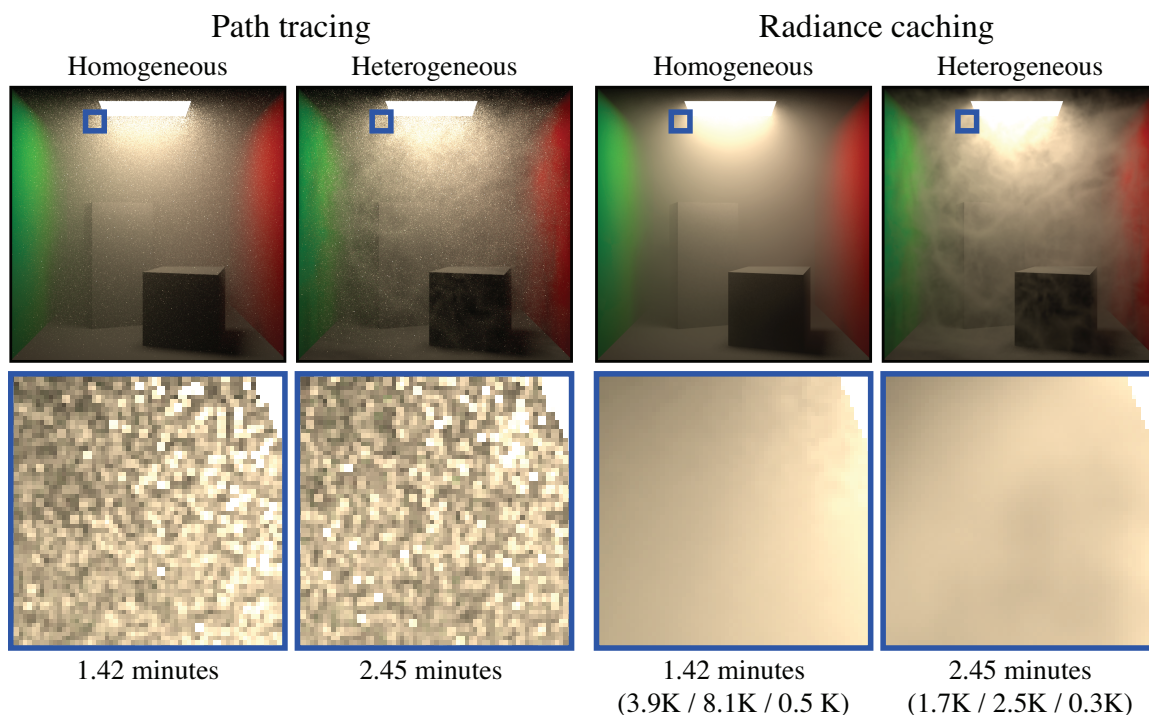 Path tracing
Radiance caching
Homogeneous
Heterogeneous
Homogeneous
Heterogeneous
1.42 minutes
2.45 minutes
1.42 minutes
(3.9K / 8.1K / 0.5 K)
2.45 minutes
(1.7K / 2.5K / 0.3K)